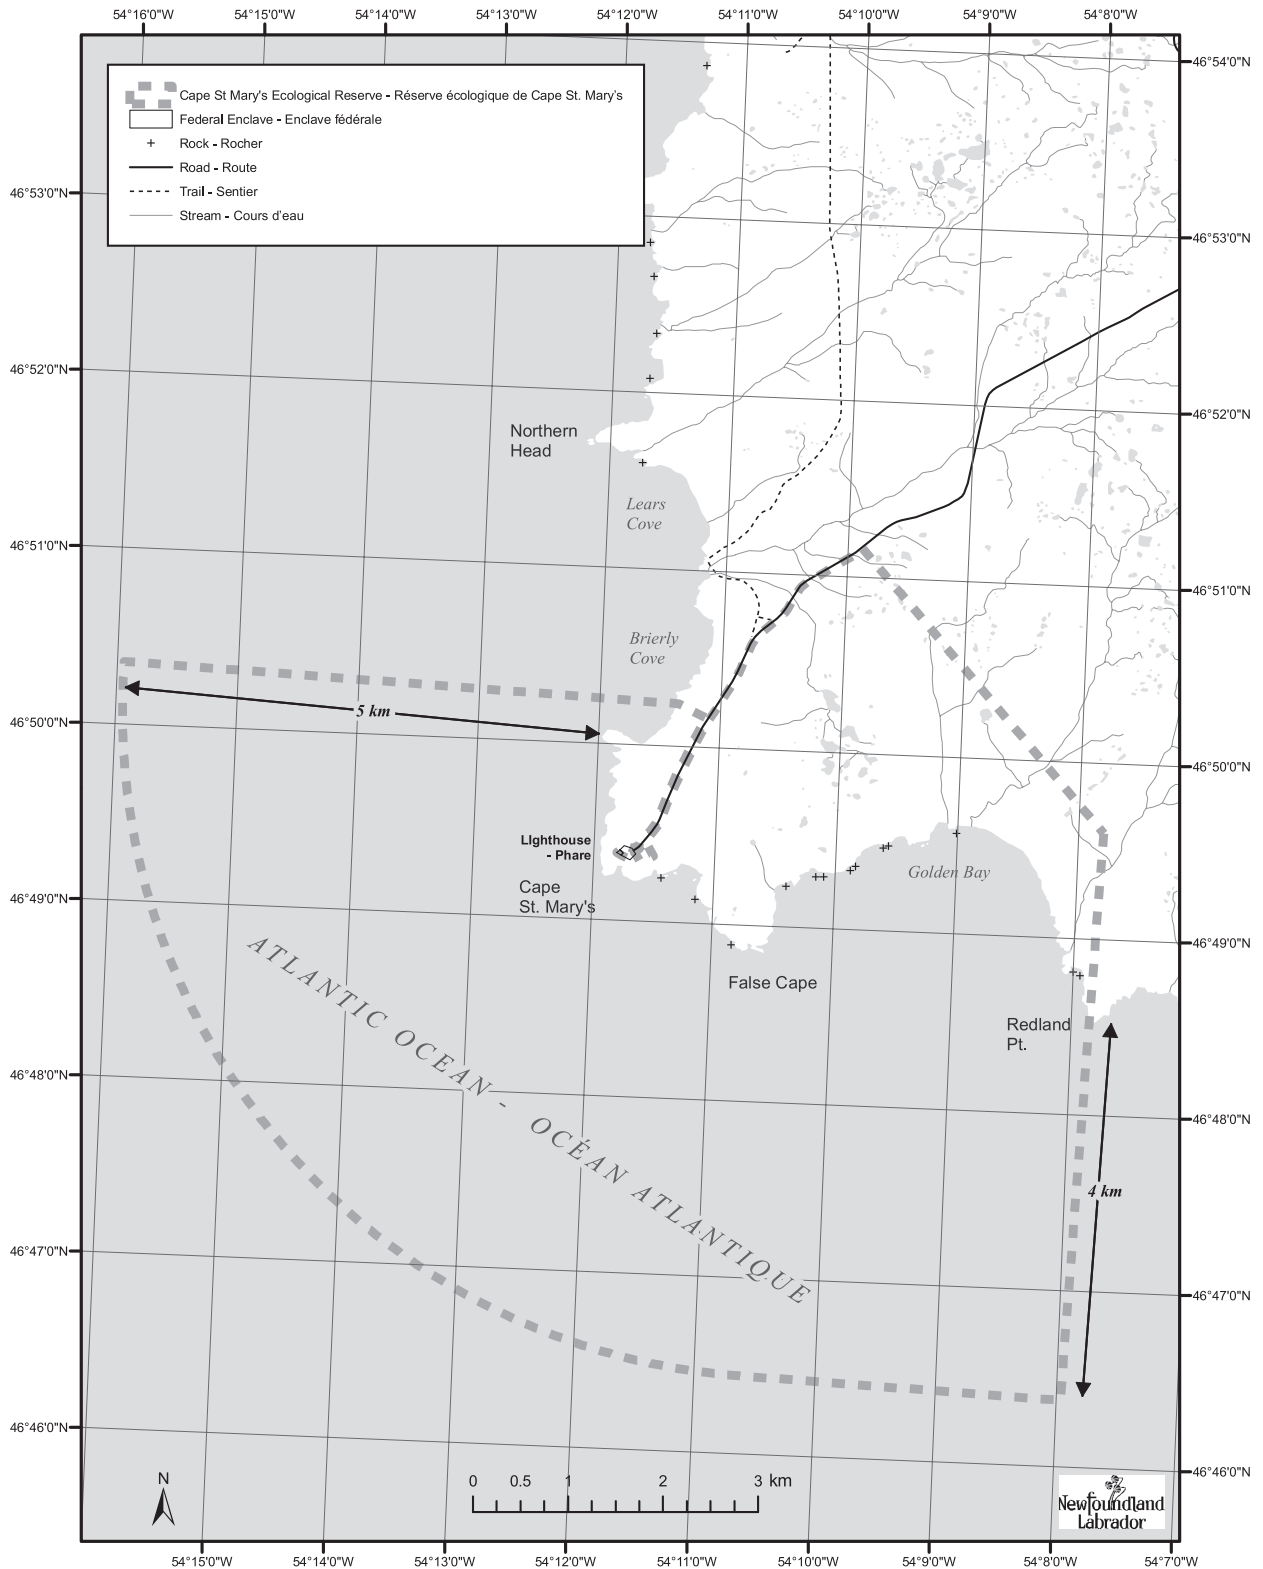 54°16'0"W 54°15'0"W 54°14'0"W 54°13'0"W 54°12'0"W 54°11'0"W 54°10'0"W 54°9'0"W 54°8'0"W
46°54'0"N
Cape St Mary's Ecological Reserve - Réserve écologique de Cape St. Mary's
Federal Enclave - Enclave fédérale
Rock - Rocher
Road - Route
Trail - Sentier
Stream - Cours d'eau
46°53'0"N
46°53'0"N
46°52'0"N
46°52'0"N
Northern
Head
Lears
Cove
46°51'0"N
46°51'0"N
Brierly
Cove
5 km
46°50'0"N
46°50'0"N
Lighthouse
- Phare
Golden Bay
Cape
St. Mary's
46°49'0"N
46°49'0"N
False Cape
Redland
Pt.
ATLANTIC OCEAN - OCÉAN ATLANTIQUE
46°48'0"N
46°48'0"N
4 km
46°47'0"N
46°47'0"N
46°46'0"N
46°46'0"N
N
0 0.5 1 2 3 km
Newfoundland
Labrador
54°15'0"W 54°14'0"W 54°13'0"W 54°12'0"W 54°11'0"W 54°10'0"W 54°9'0"W 54°8'0"W 54°7'0"W